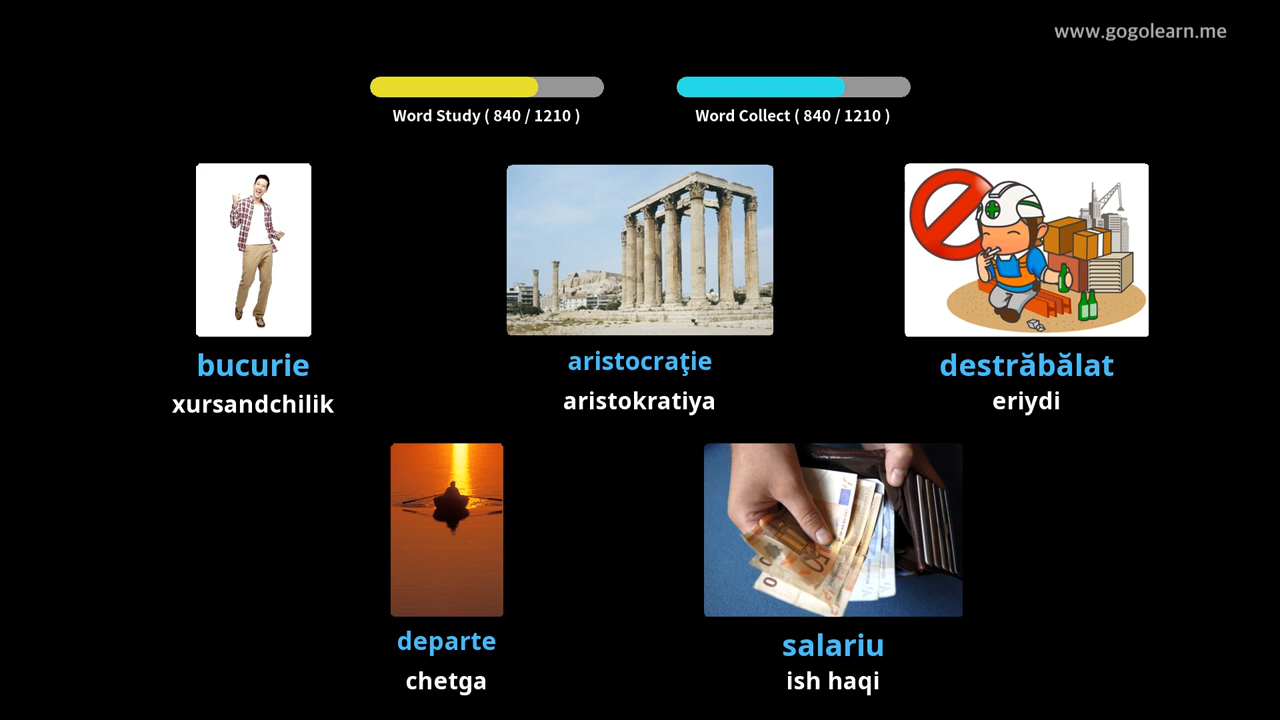 www.gogolearn.me
Word Study ( 840 / 1210 )
Word Collect ( 840 / 1210 )
bucurie
xursandchilik
aristocraţie
aristokratiya
destrăbălat
eriydi
departe
chetga
salariu
ish haqi